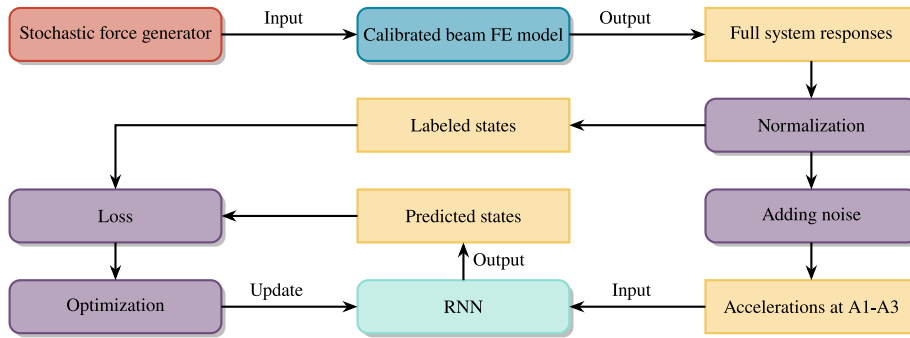 Stochastic force generator
Input
Calibrated beam FE model
Output
Full system responses
Labeled states
Normalization
Loss
Predicted states
Adding noise
Output
Optimization
Update
RNN
Input
Accelerations at A1-A3